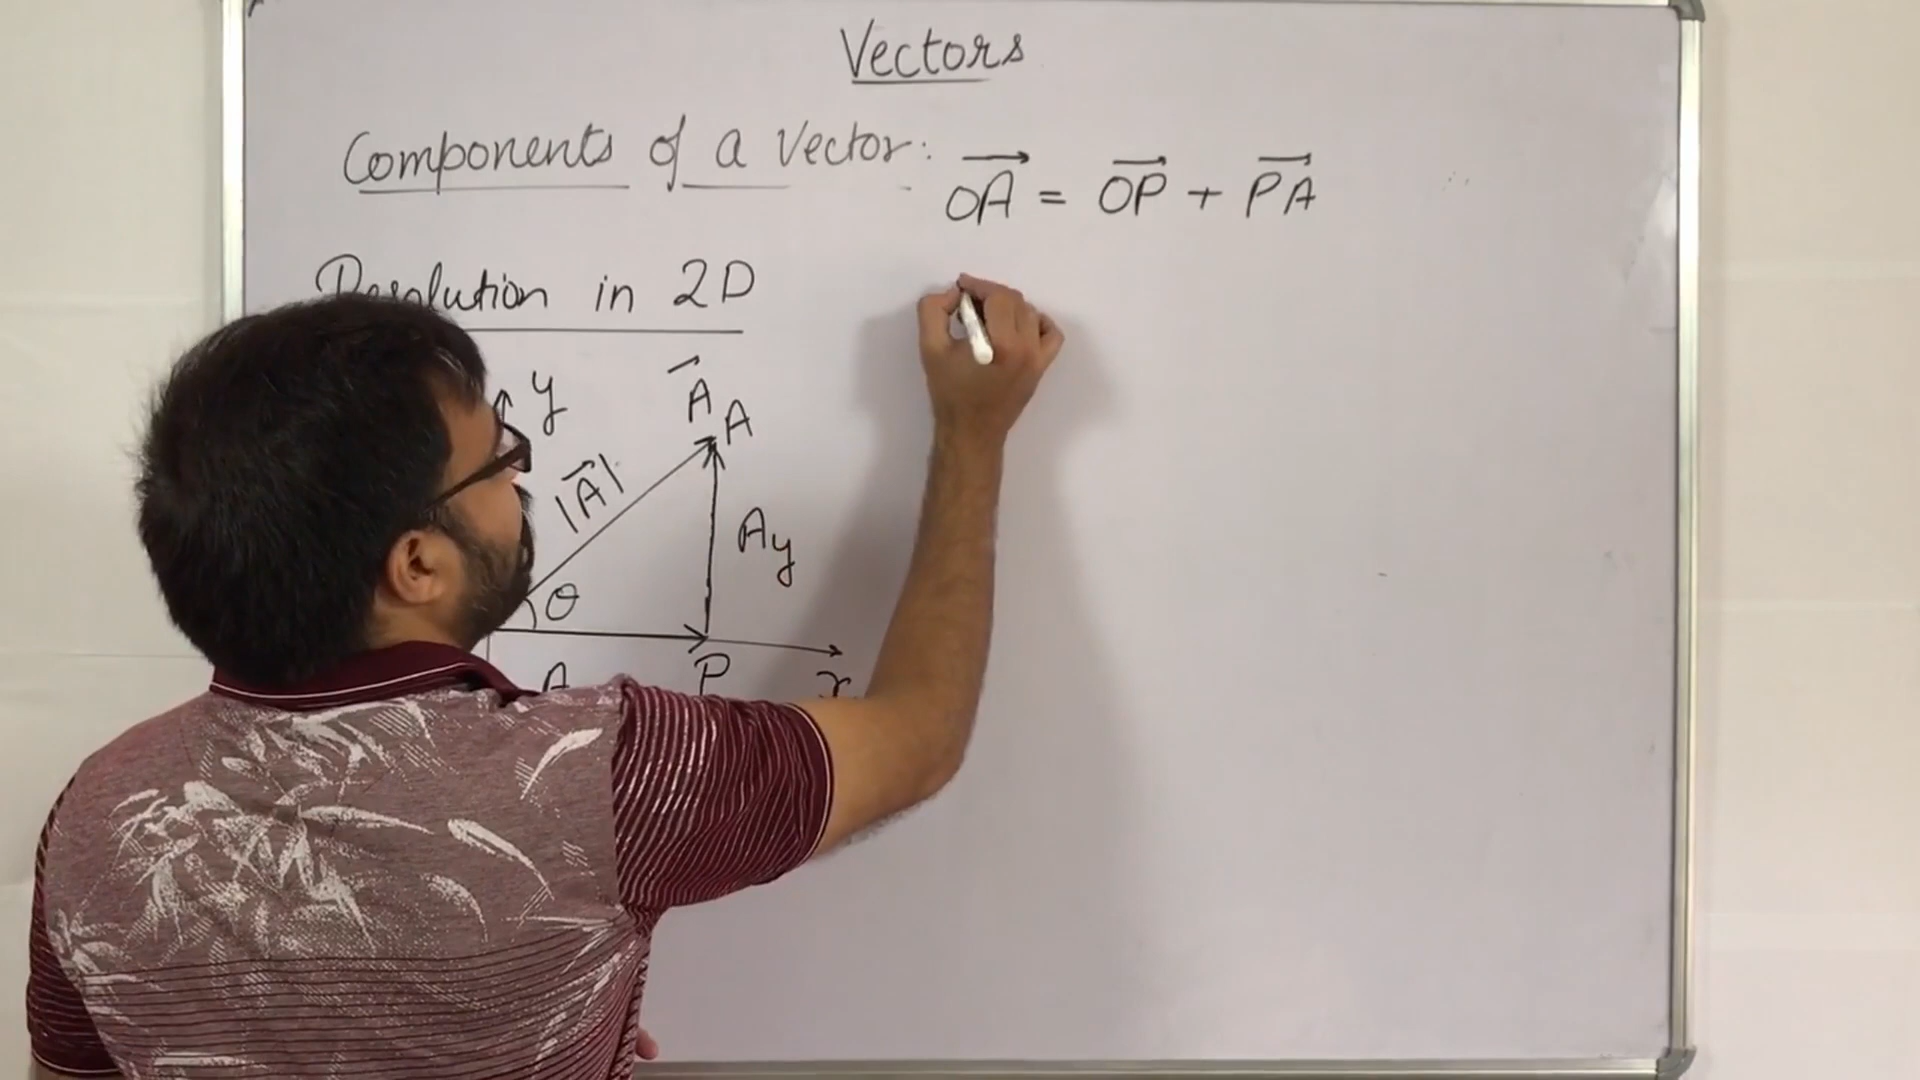 Vectors
Components of a Vector:
→OA = →OP + →PA
Resolution in 2D
y
→A
A
|→A|
Ay
θ
A
P
x